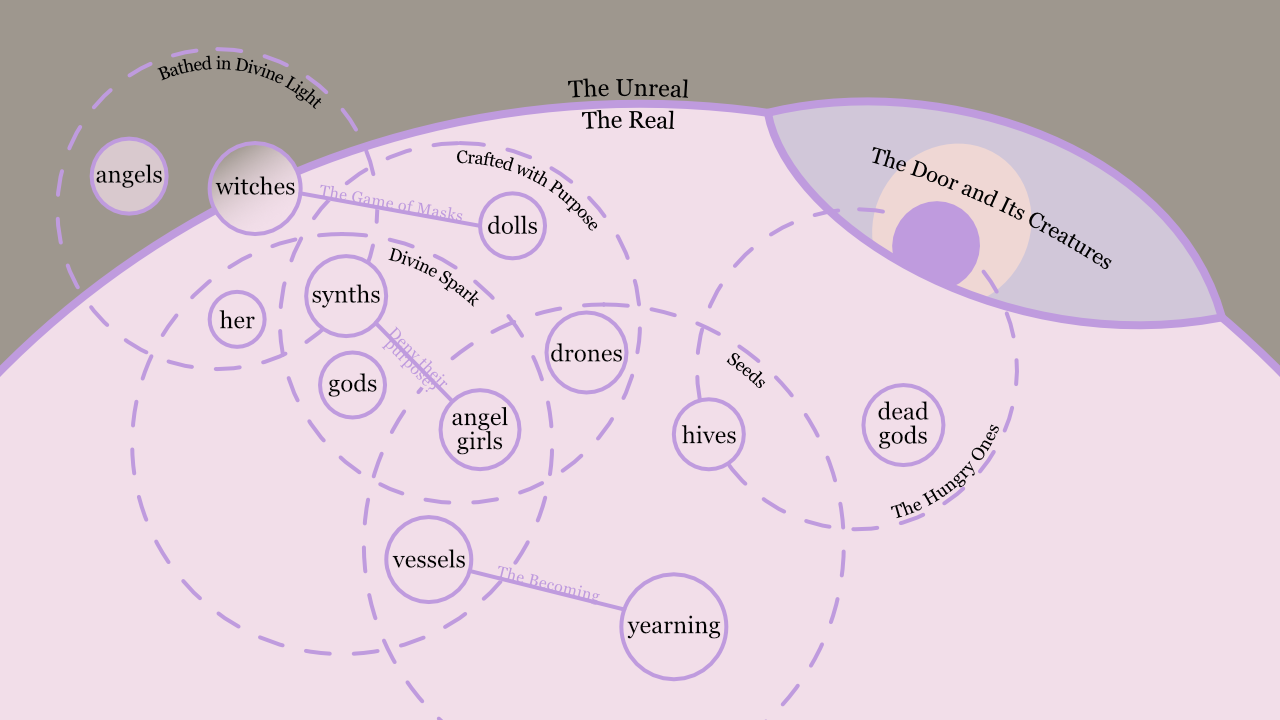 Bathed in Divine Light
The Unreal
The Real
The Door and Its Creatures
angels
witches
The Game of Masks
dolls
Crafted with Purpose
Divine Spark
synths
her
gods
Deny their
purpose?
drones
angel
girls
Seeds
hives
dead
gods
The Hungry Ones
vessels
The Becoming
yearning